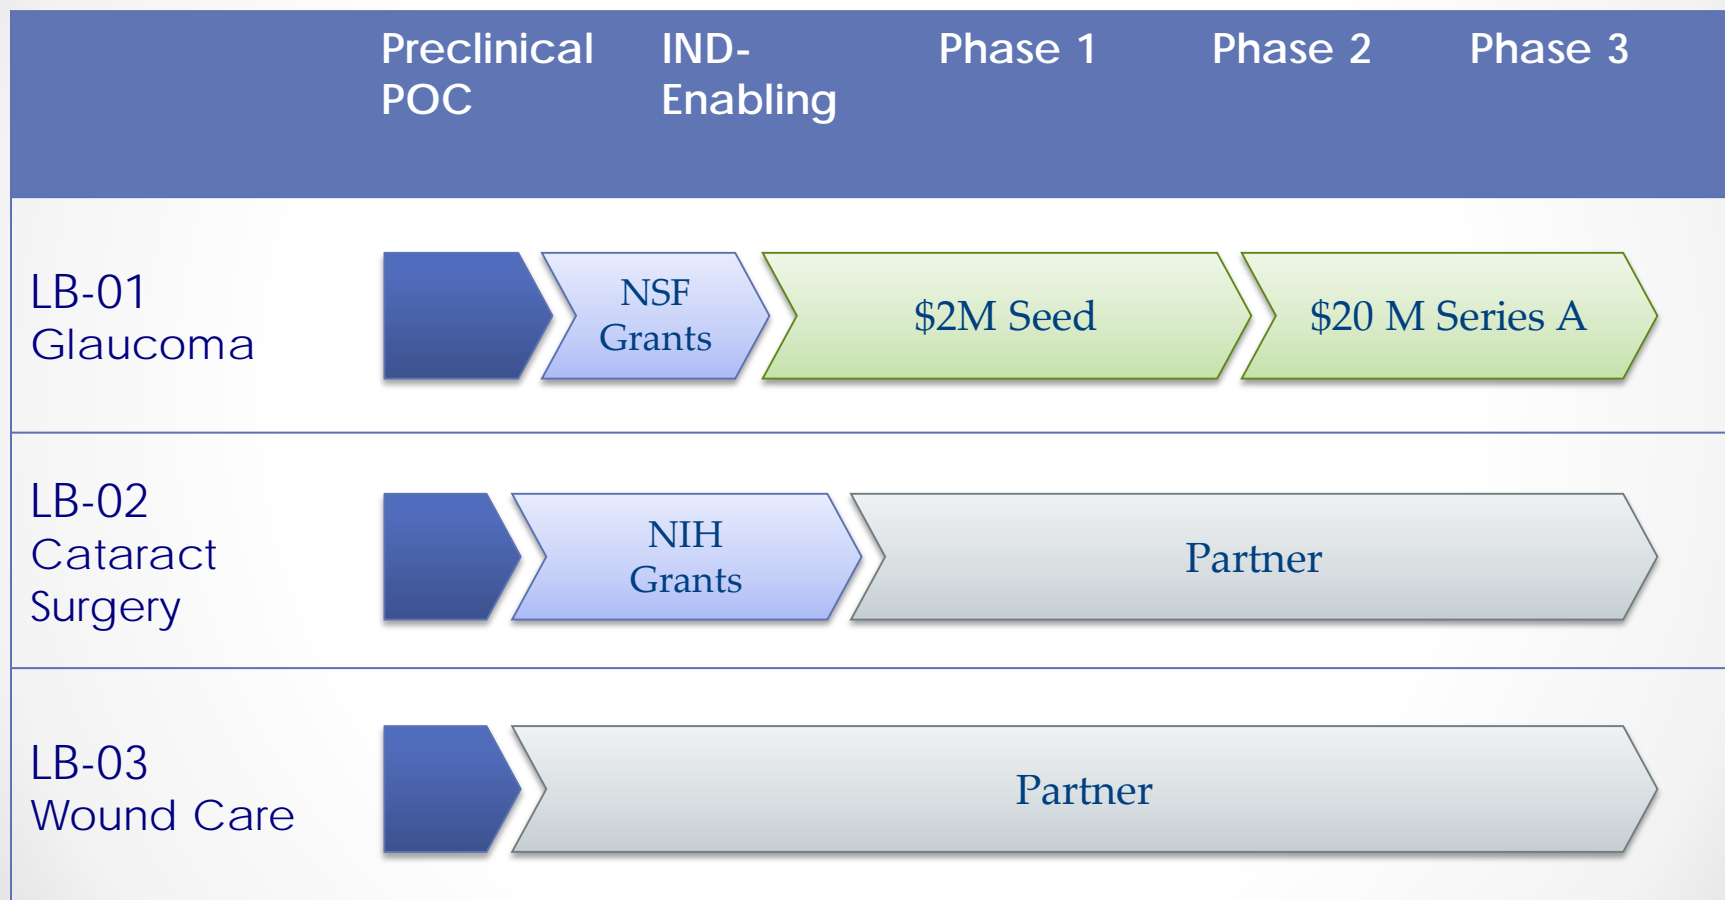 Preclinical POC
IND-Enabling
Phase 1
Phase 2
Phase 3
LB-01
Glaucoma
NSF
Grants
$2M Seed
$20 M Series A
LB-02
Cataract
Surgery
NIH
Grants
Partner
LB-03
Wound Care
Partner